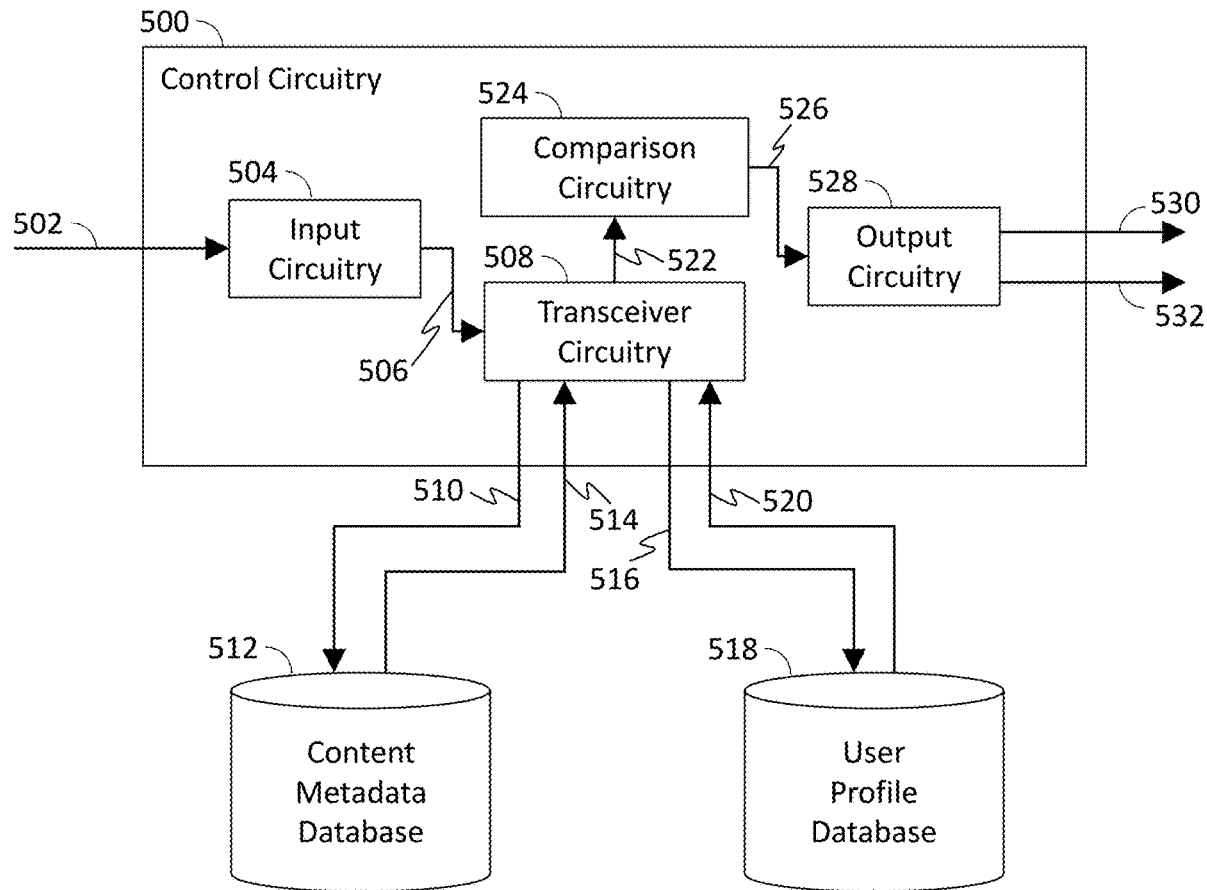 500
Control Circuitry
524
Comparison
Circuitry
526
504
Input
Circuitry
502
528
Output
Circuitry
530
532
508
522
Transceiver
Circuitry
506
510
514
516
520
512
Content
Metadata
Database
518
User
Profile
Database